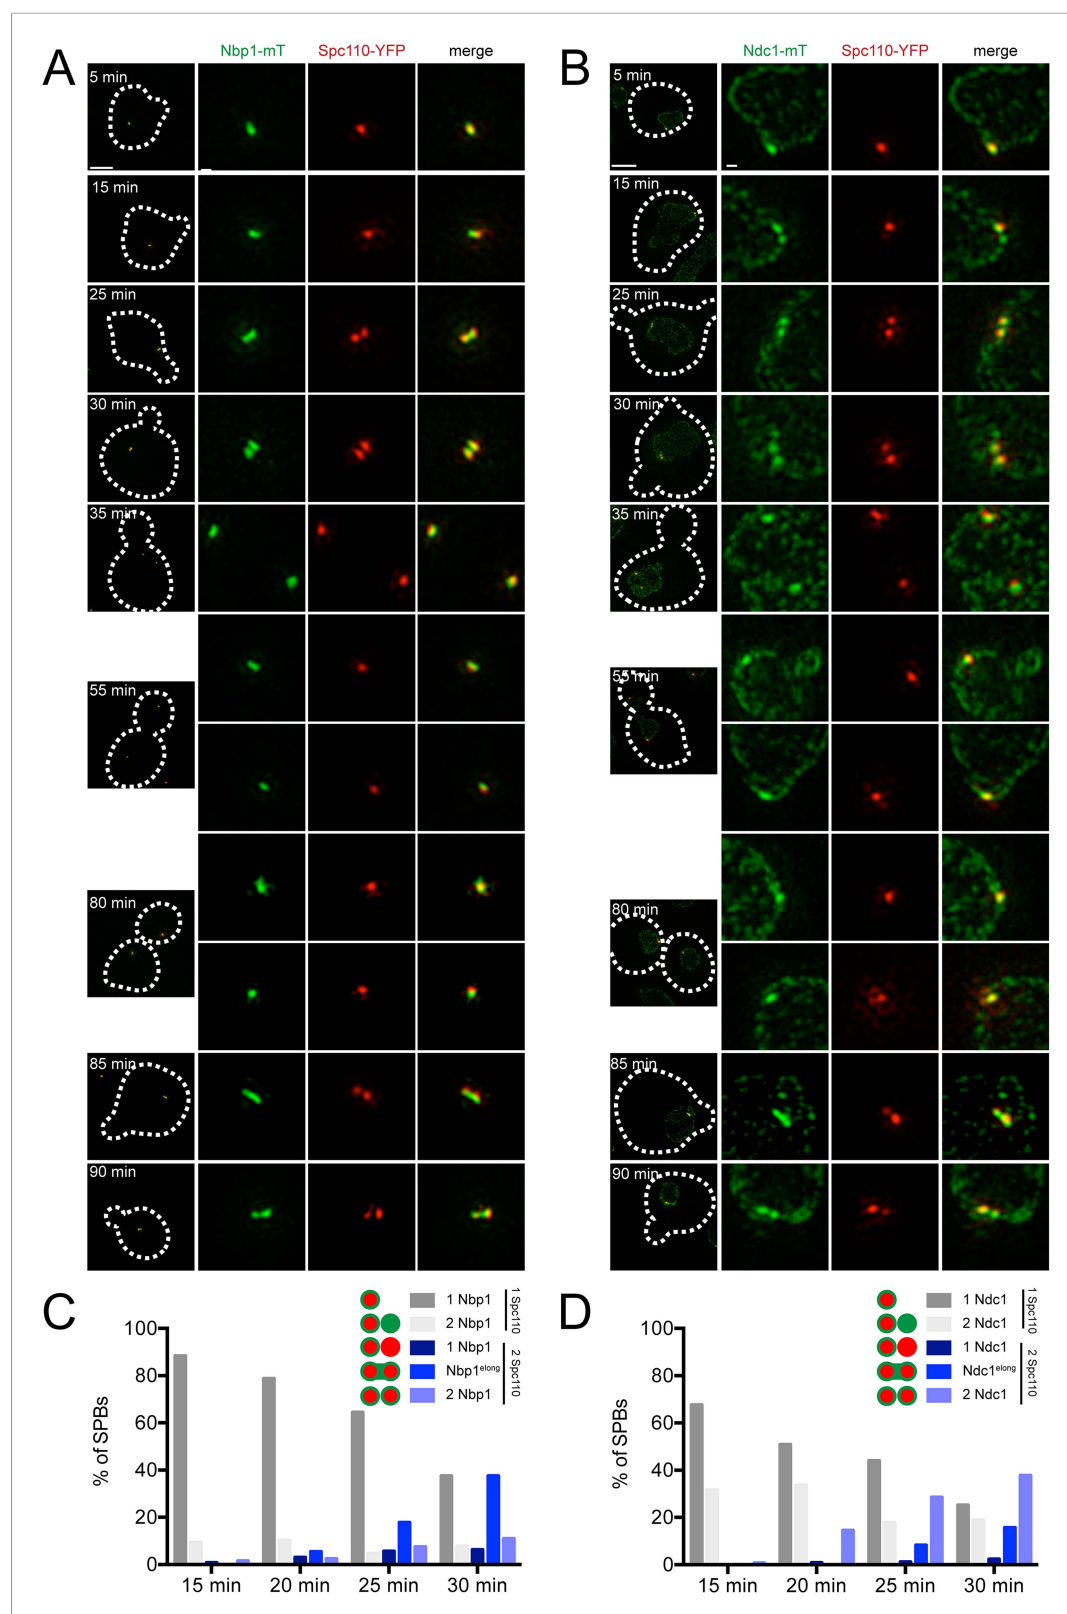 A
Nbp1-mT Spc110-YFP merge
5 min
15 min
25 min
30 min
35 min
55 min
80 min
85 min
90 min
B
Ndc1-mT Spc110-YFP merge
5 min
15 min
25 min
30 min
35 min
55 min
80 min
85 min
90 min
C
1 Nbp1
2 Nbp1
1 Spc110
1 Nbp1
Nbp1elong
2 Nbp1
2 Spc110
% of SPBs
100
80
60
40
20
0
15 min 20 min 25 min 30 min
D
1 Ndc1
2 Ndc1
1 Spc110
1 Ndc1
Ndc1elong
2 Ndc1
2 Spc110
% of SPBs
100
80
60
40
20
0
15 min 20 min 25 min 30 min